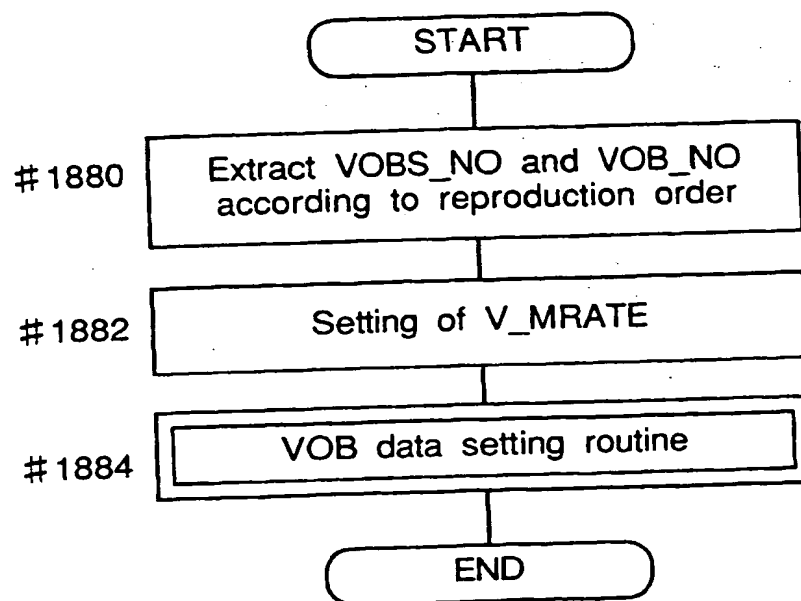 START
#1880
Extract VOBS_NO and VOB_NO
according to reproduction order
#1882
Setting of V_MRATE
#1884
VOB data setting routine
END